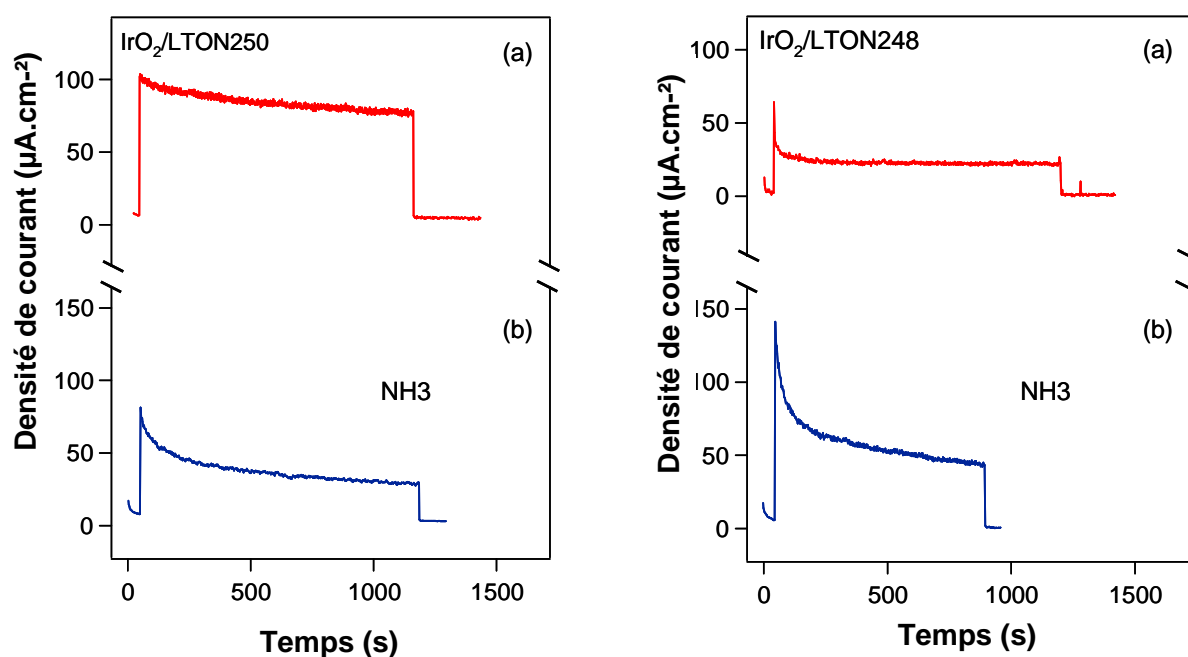 IrO2/LTON250
(a)
100
50
0
150
(b)
100
NH3
50
0
0 500 1000 1500
Densité de courant (µA.cm-²)
Temps (s)
IrO2/LTON248
(a)
100
50
0
150
(b)
100
NH3
50
0
0 500 1000 1500
Densité de courant (µA.cm-²)
Temps (s)